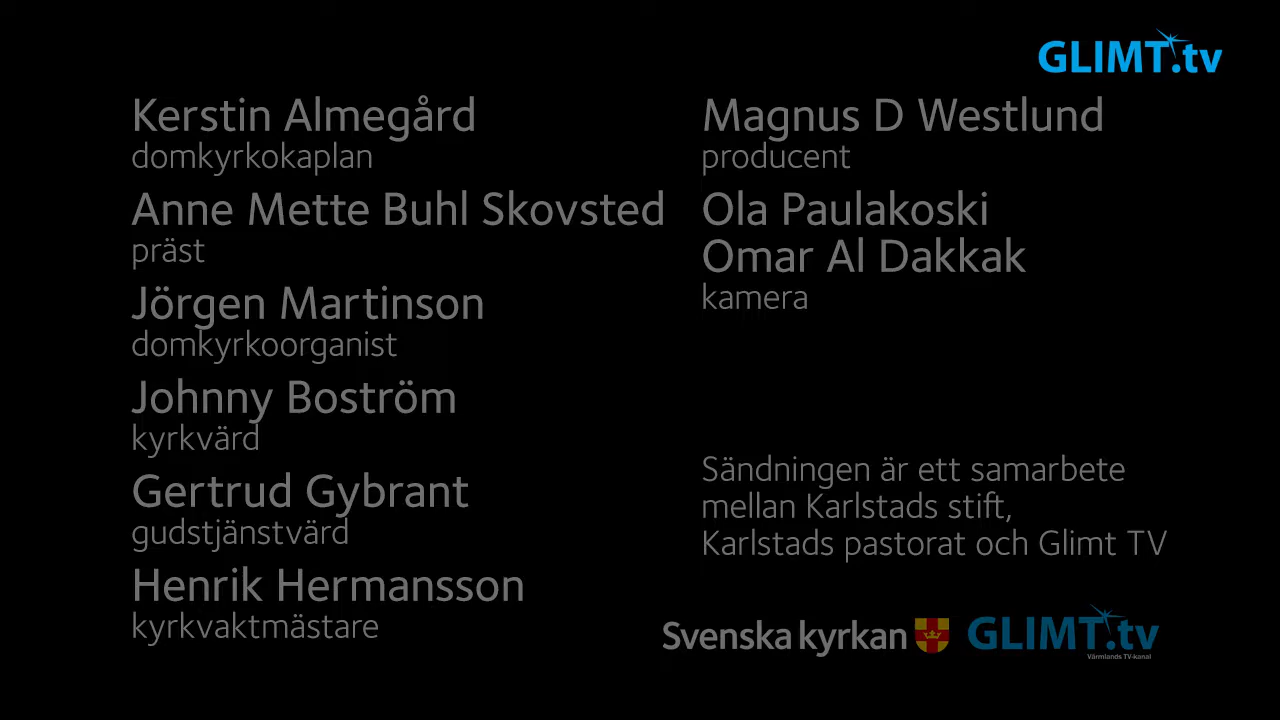 GLIMT.tv
Kerstin Almegård
domkyrkokaplan
Anne Mette Buhl Skovsted
präst
Jörgen Martinson
domkyrkoorganist
Johnny Boström
kyrkvärd
Gertrud Gybrant
gudstjänstvärd
Henrik Hermansson
kyrkvaktmästare
Magnus D Westlund
producent
Ola Paulakoski
Omar Al Dakkak
kamera
Sändningen är ett samarbete
mellan Karlstads stift,
Karlstads pastorat och Glimt TV
Svenska kyrkan
GLIMT.tv
Värmlands TV-kanal